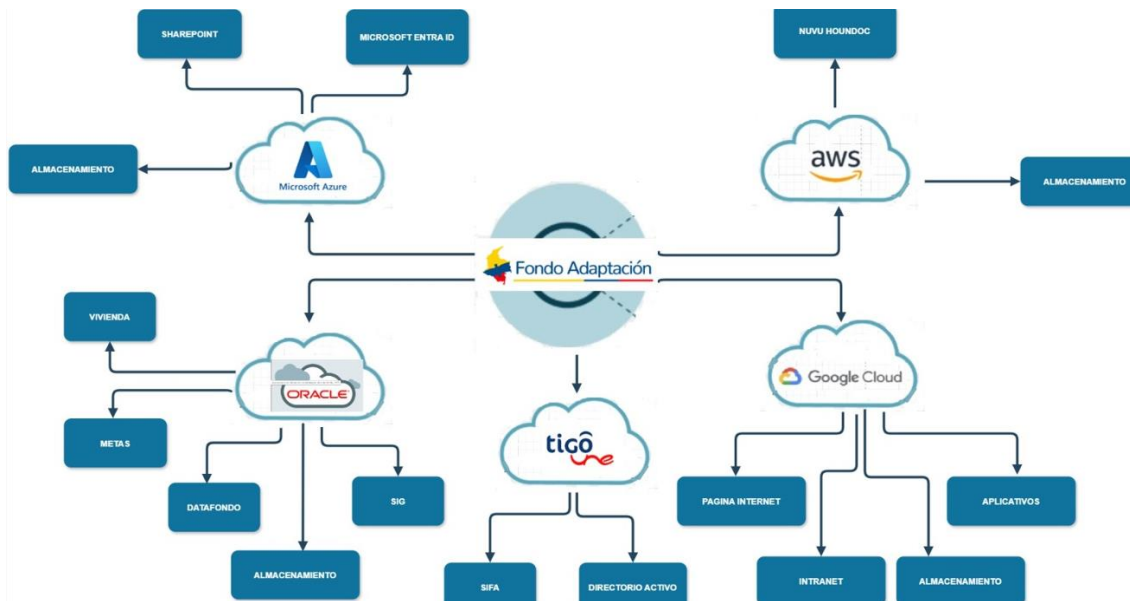 SHAREPOINT
MICROSOFT ENTRA ID
NUVU HOUNDOC
ALMACENAMIENTO
Microsoft Azure
aws
ALMACENAMIENTO
Fondo Adaptación
VIVIENDA
ORACLE
Google Cloud
METAS
tigo
une
DATAFONDO
SIG
PAGINA INTERNET
APLICATIVOS
ALMACENAMIENTO
SIFA
DIRECTORIO ACTIVO
INTRANET
ALMACENAMIENTO